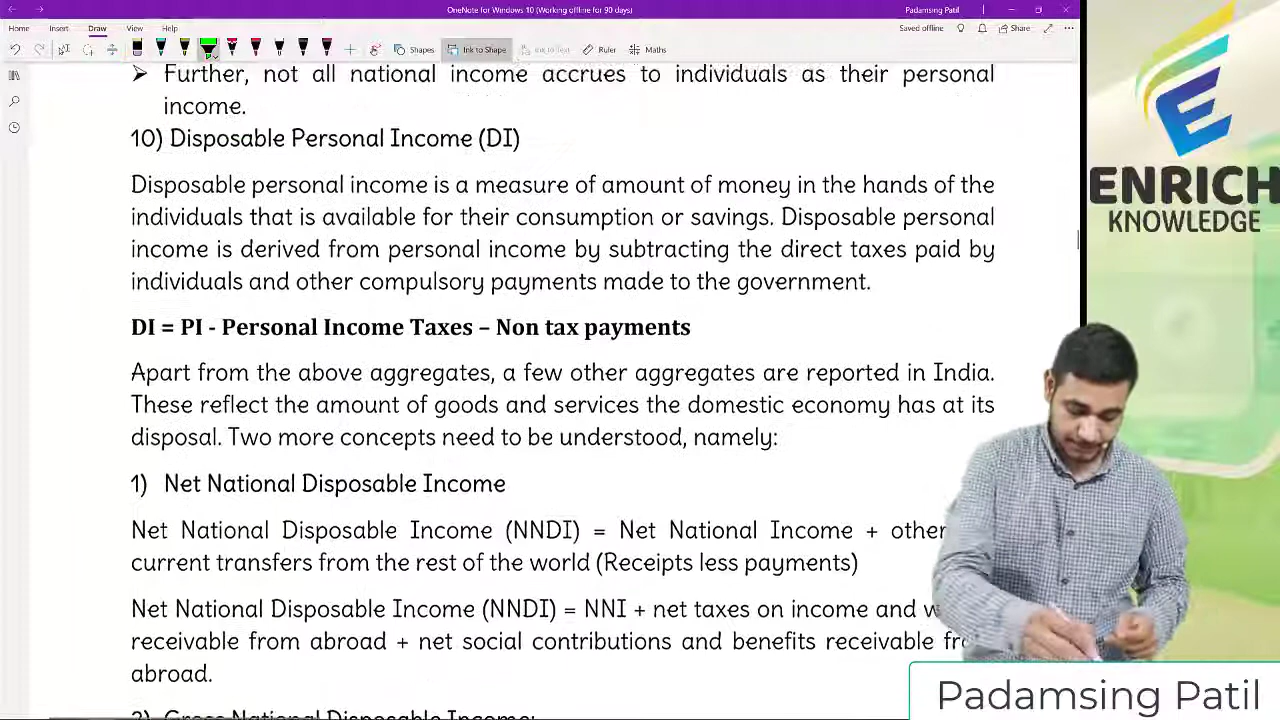 OneNote for Windows 10 (Working offline for 90 days)
Padamsing Patil
Home Insert Draw View Help
Saved offline
Share
Shapes
Ink to Shape
Ink to Text
Ruler
Maths
➢ Further, not all national income accrues to individuals as their personal
income.
10) Disposable Personal Income (DI)
Disposable personal income is a measure of amount of money in the hands of the
individuals that is available for their consumption or savings. Disposable personal
income is derived from personal income by subtracting the direct taxes paid by
individuals and other compulsory payments made to the government.
DI = PI - Personal Income Taxes – Non tax payments
Apart from the above aggregates, a few other aggregates are reported in India.
These reflect the amount of goods and services the domestic economy has at its
disposal. Two more concepts need to be understood, namely:
1) Net National Disposable Income
Net National Disposable Income (NNDI) = Net National Income + other
current transfers from the rest of the world (Receipts less payments)
Net National Disposable Income (NNDI) = NNI + net taxes on income and
receivable from abroad + net social contributions and benefits receivable
abroad.
2) Gross National Disposable Income:
ENRICH
KNOWLEDGE
Padamsing Patil